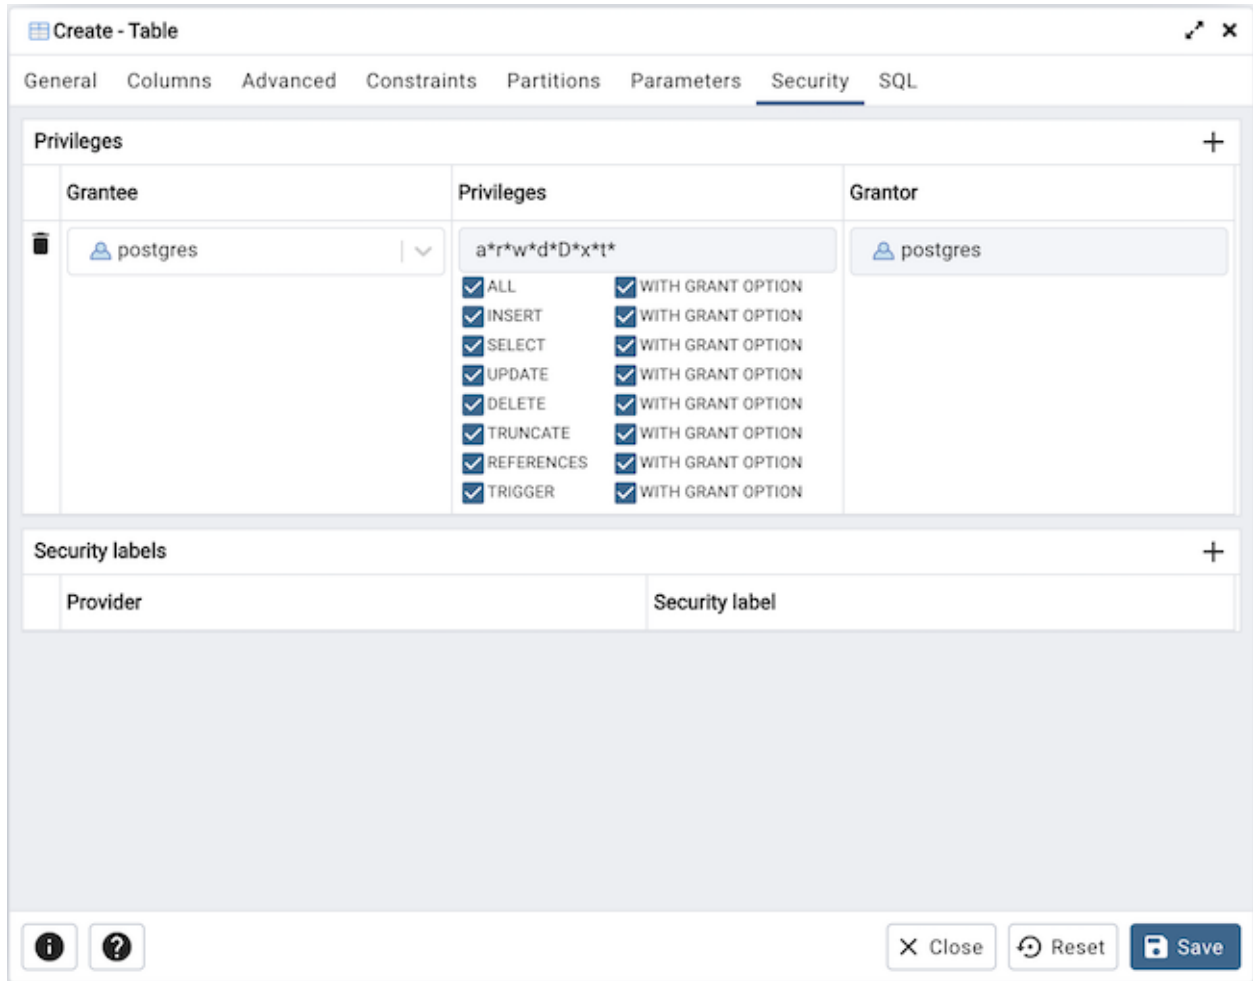 Create - Table
General Columns Advanced Constraints Partitions Parameters Security SQL
Privileges
Grantee Privileges Grantor
postgres a*r*w*d*D*x*t* postgres
ALL WITH GRANT OPTION
INSERT WITH GRANT OPTION
SELECT WITH GRANT OPTION
UPDATE WITH GRANT OPTION
DELETE WITH GRANT OPTION
TRUNCATE WITH GRANT OPTION
REFERENCES WITH GRANT OPTION
TRIGGER WITH GRANT OPTION
Security labels
Provider Security label
Close Reset Save